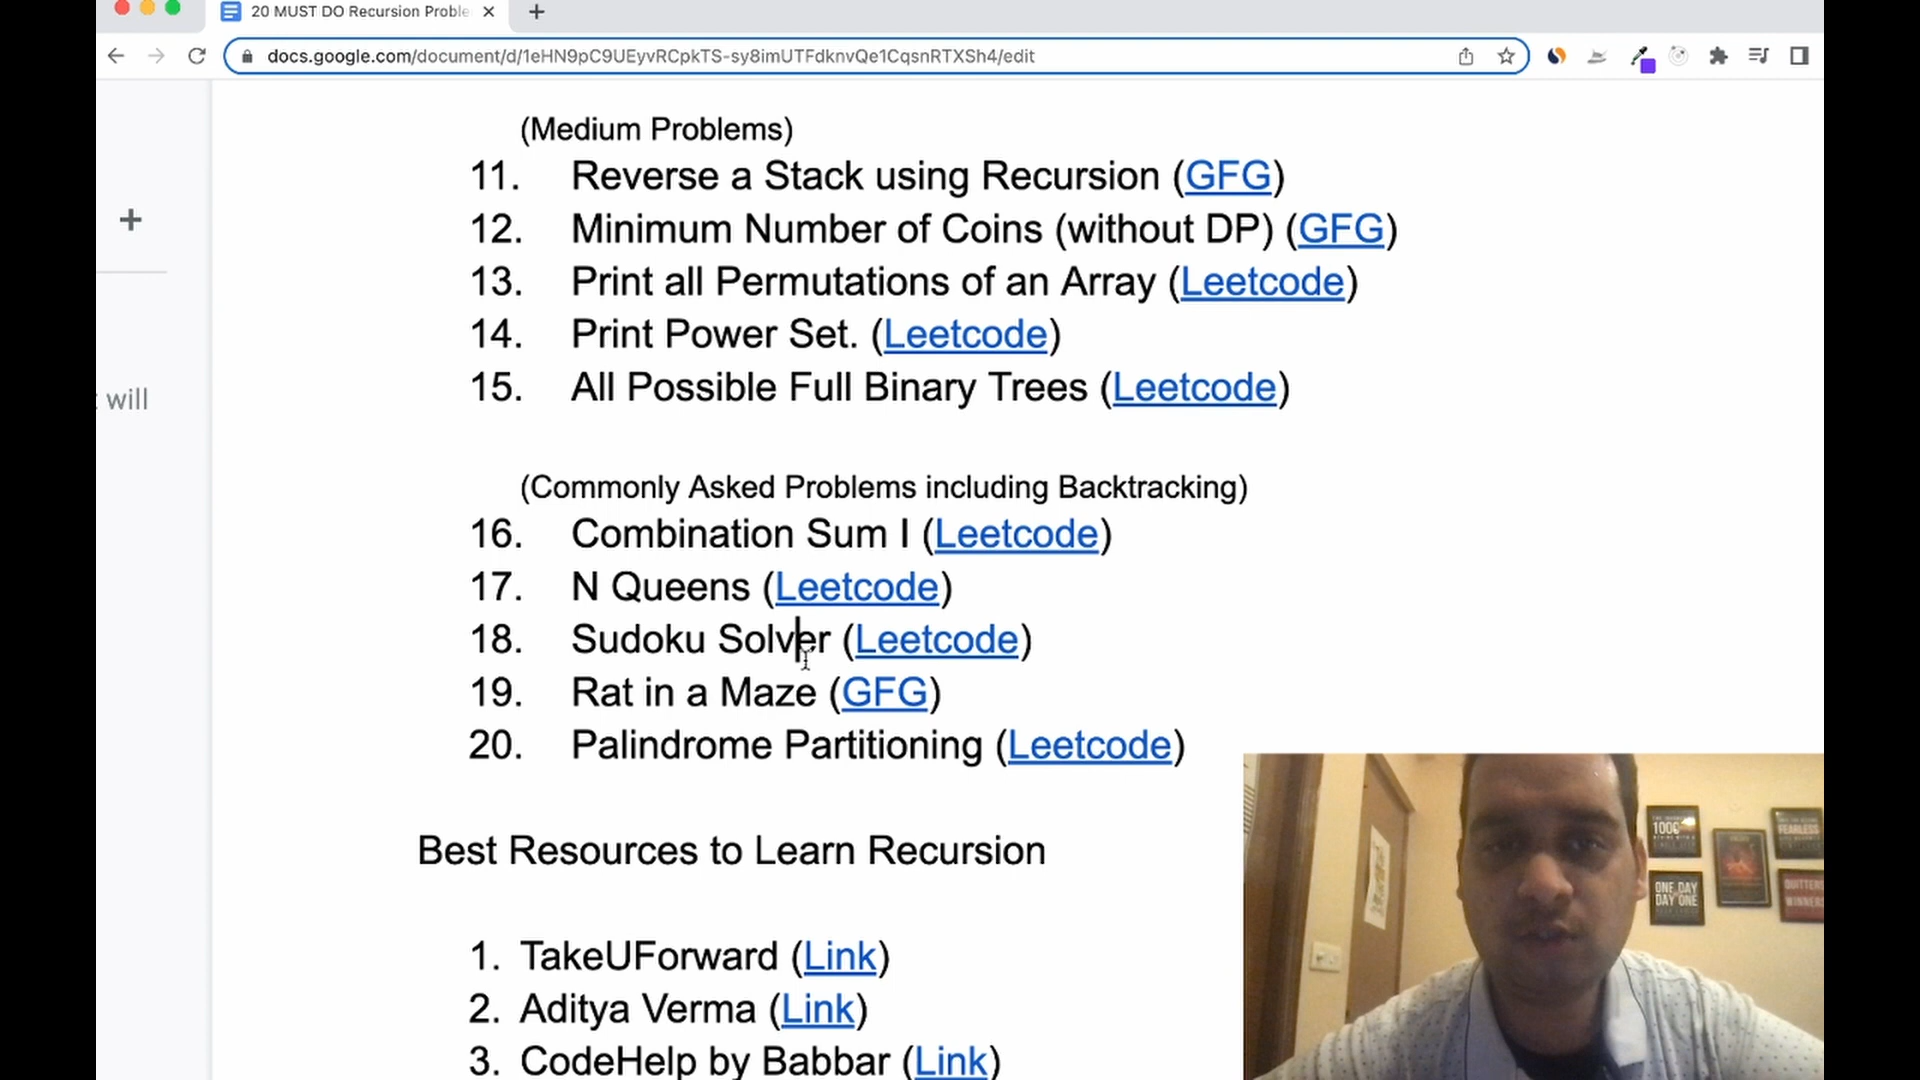 20 MUST DO Recursion Proble
docs.google.com/document/d/1eHN9pC9UEyvRCpkTS-sy8imUTFdknvQe1CqsnRTXSh4/edit
will
(Medium Problems)
11. Reverse a Stack using Recursion (GFG)
12. Minimum Number of Coins (without DP) (GFG)
13. Print all Permutations of an Array (Leetcode)
14. Print Power Set. (Leetcode)
15. All Possible Full Binary Trees (Leetcode)
(Commonly Asked Problems including Backtracking)
16. Combination Sum I (Leetcode)
17. N Queens (Leetcode)
18. Sudoku Solver (Leetcode)
19. Rat in a Maze (GFG)
20. Palindrome Partitioning (Leetcode)
Best Resources to Learn Recursion
1. TakeUForward (Link)
2. Aditya Verma (Link)
3. CodeHelp by Babbar (Link)
1000
FEARLESS
ONE DAY
DAY ONE
QUITTERS
WINNERS